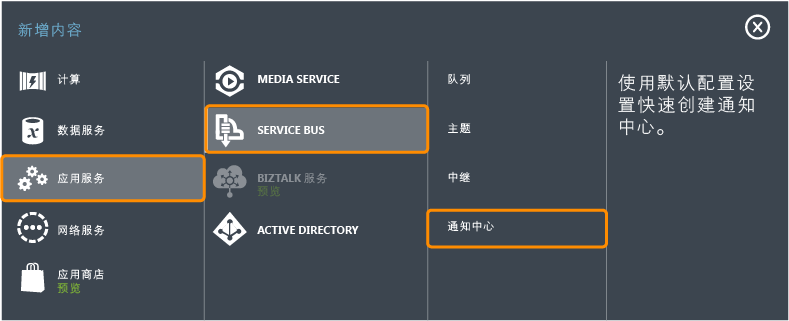 新增内容
计算
数据服务
应用服务
网络服务
应用商店
预览
MEDIA SERVICE
SERVICE BUS
BIZTALK 服务
预览
ACTIVE DIRECTORY
队列
主题
中继
通知中心
使用默认配置设
置快速创建通知
中心。